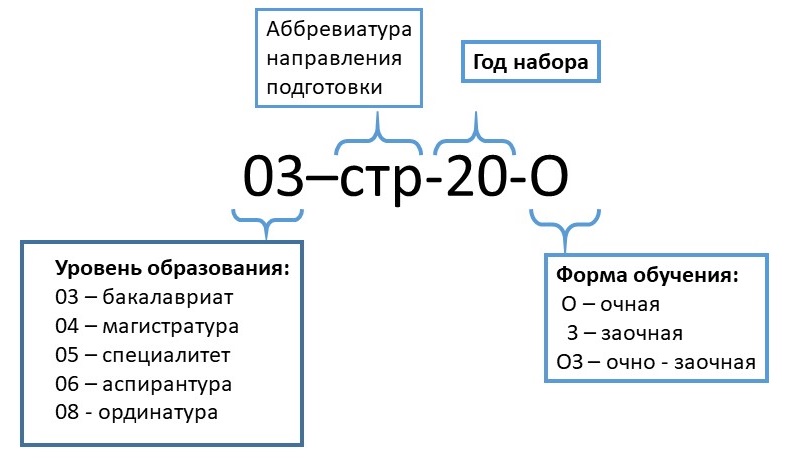 Аббревиатура
направления
подготовки
Год набора
03–стр-20-О
Уровень образования:
03 – бакалавриат
04 – магистратура
05 – специалитет
06 – аспирантура
08 - ординатура
Форма обучения:
О – очная
З – заочная
ОЗ – очно - заочная